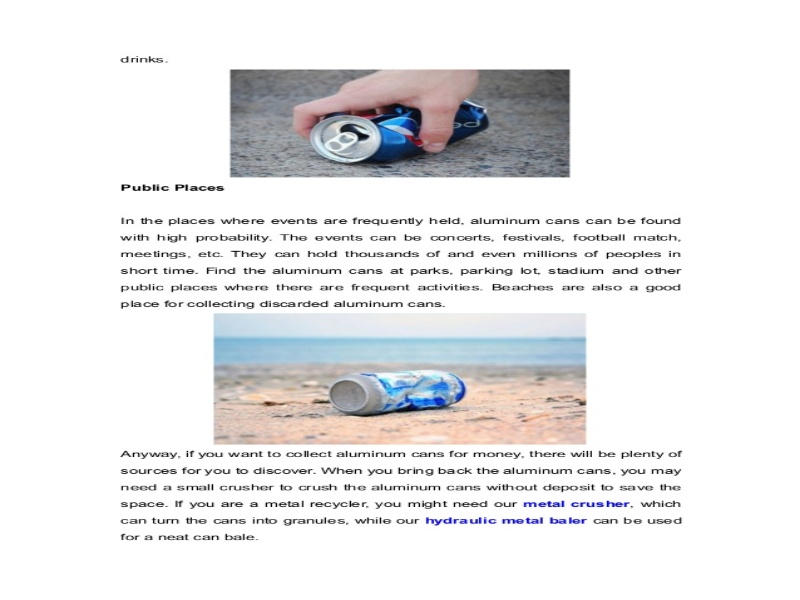 drinks.
Public Places
In the places where events are frequently held, aluminum cans can be found
with high probability. The events can be concerts, festivals, football match,
meetings, etc. They can hold thousands of and even millions of peoples in
short time. Find the aluminum cans at parks, parking lot, stadium and other
public places where there are frequent activities. Beaches are also a good
place for collecting discarded aluminum cans.
Anyway, if you want to collect aluminum cans for money, there will be plenty of
sources for you to discover. When you bring back the aluminum cans, you may
need a small crusher to crush the aluminum cans without deposit to save the
space. If you are a metal recycler, you might need our metal crusher, which
can turn the cans into granules, while our hydraulic metal baler can be used
for a neat can bale.